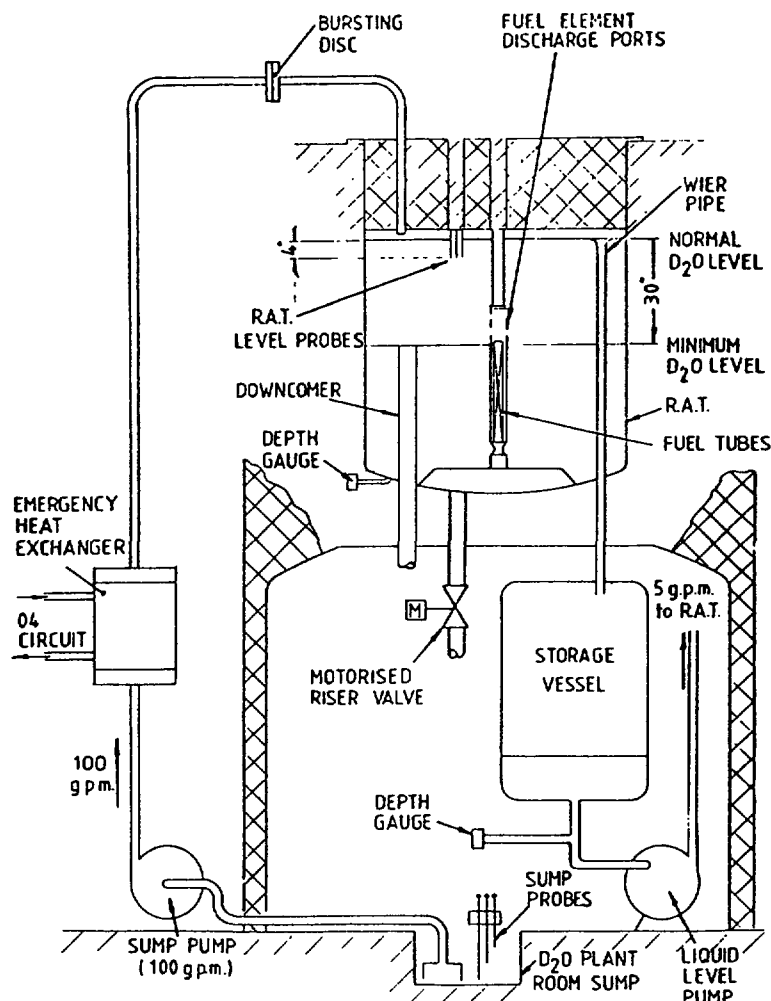 BURSTING
DISC
FUEL ELEMENT
DISCHARGE PORTS
WIER
PIPE
NORMAL
D2O LEVEL
4"
30"
R.A.T.
LEVEL PROBES
MINIMUM
D2O LEVEL
DOWNCOMER
R.A.T.
FUEL TUBES
DEPTH
GAUGE
EMERGENCY
HEAT
EXCHANGER
5 g.p.m.
to R.A.T.
04
CIRCUIT
M
STORAGE
VESSEL
MOTORISED
RISER VALVE
100
g p.m.
DEPTH
GAUGE
SUMP
PROBES
SUMP PUMP
(100 g.p.m.)
D2O PLANT
ROOM SUMP
LIQUID
LEVEL
PUMP